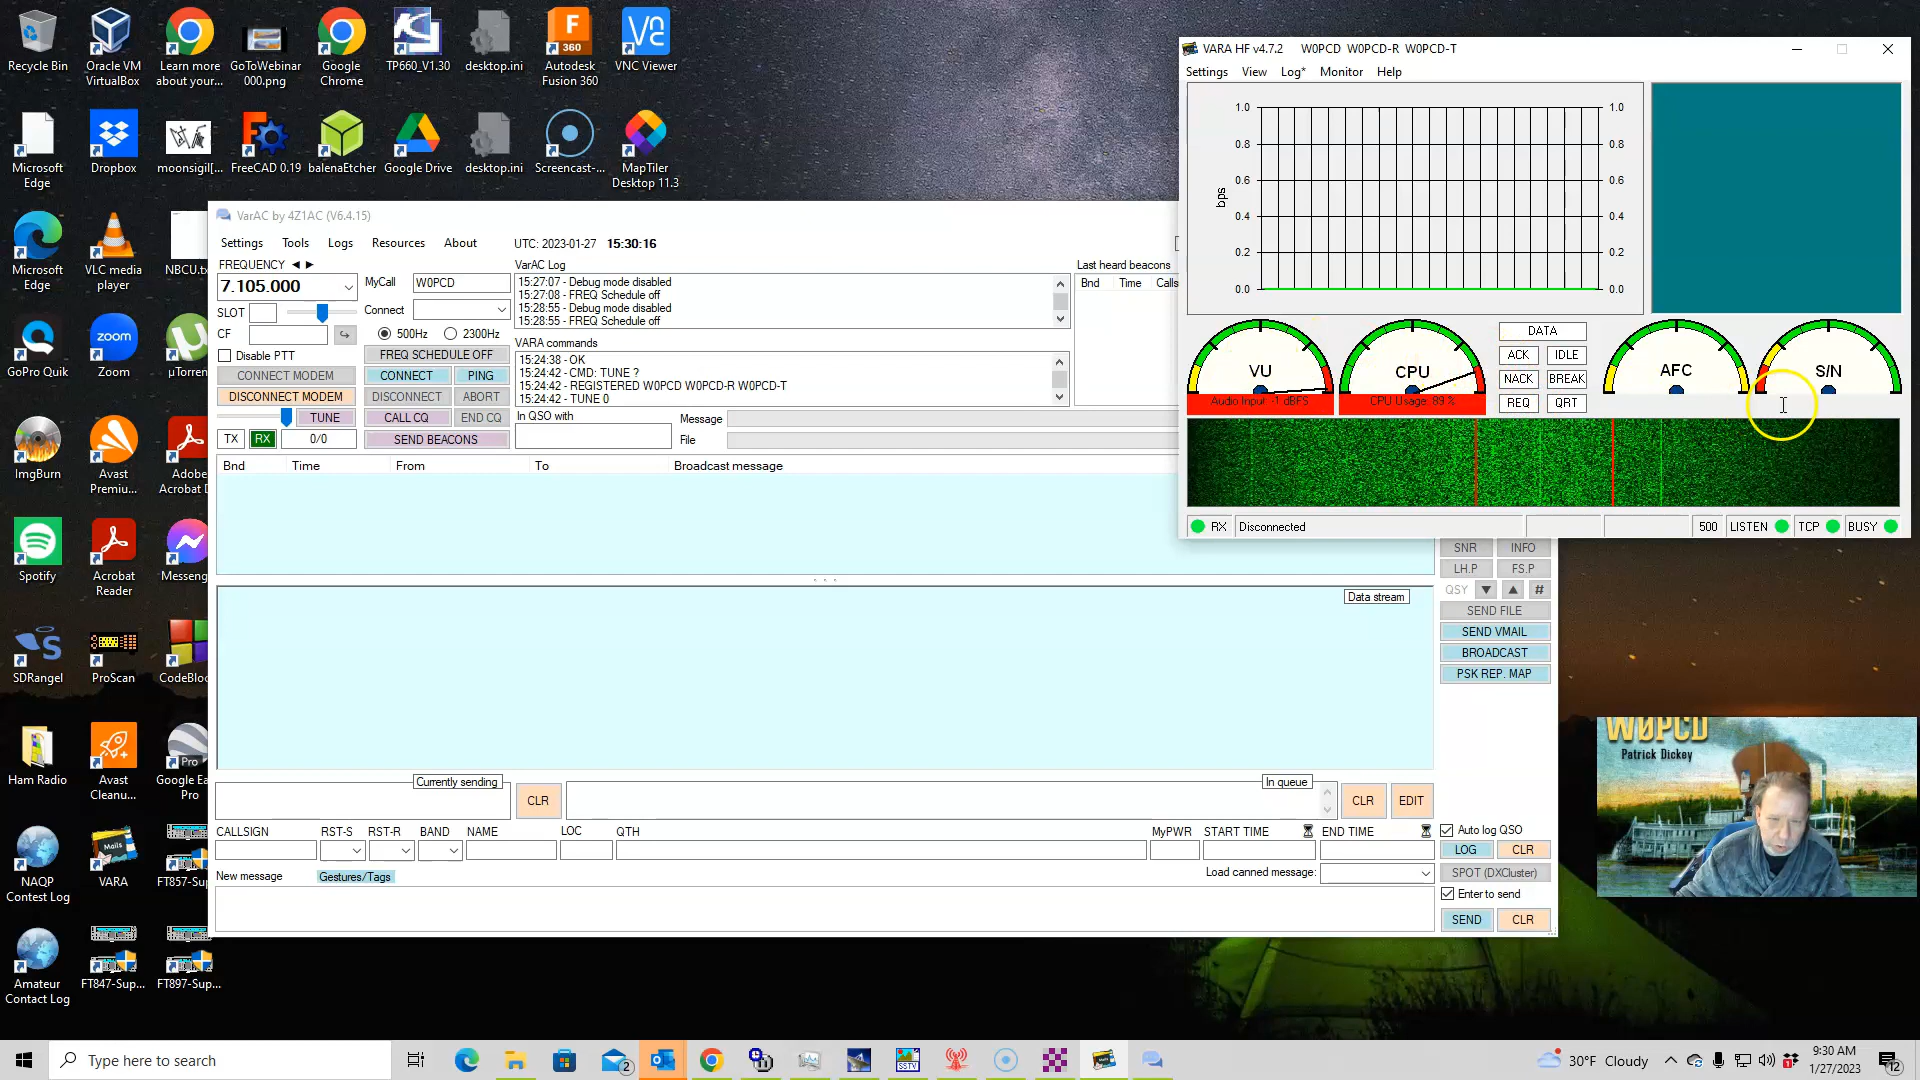 Recycle Bin
Oracle VM
VirtualBox
Learn more
about your...
GoToWebinar
000.png
Google
Chrome
TP660_V1.30
desktop.ini
Autodesk
Fusion 360
VNC Viewer
Microsoft
Edge
Dropbox
moonsigil[...
FreeCAD 0.19
balenaEtcher
Google Drive
desktop.ini
Screencast-...
MapTiler
Desktop 11.3
Microsoft
Edge
VLC media
player
NBCU.tx
GoPro Quik
Zoom
µTorren
ImgBurn
Avast
Premiu...
Adobe
Acrobat D
Spotify
Acrobat
Reader
Messeng
SDRangel
ProScan
CodeBloc
Ham Radio
Avast
Cleanu...
Google Ea
Pro
NAQP
Contest Log
VARA
FT857-Sup
Amateur
Contact Log
FT847-Sup...
FT897-Sup...
VarAC by 4Z1AC (V6.4.15)
Settings Tools Logs Resources About UTC: 2023-01-27 15:30:16
FREQUENCY
7.105.000
MyCall W0PCD
SLOT
Connect
CF
500Hz 2300Hz
Disable PTT
FREQ SCHEDULE OFF
CONNECT MODEM CONNECT PING
DISCONNECT MODEM DISCONNECT ABORT
TUNE CALL CQ END CQ
TX RX 0/0 SEND BEACONS
VarAC Log
15:27:07 - Debug mode disabled
15:27:08 - FREQ Schedule off
15:28:55 - Debug mode disabled
15:28:55 - FREQ Schedule off
VARA commands
15:24:38 - OK
15:24:42 - CMD: TUNE ?
15:24:42 - REGISTERED W0PCD W0PCD-R W0PCD-T
15:24:42 - TUNE 0
In QSO with
Message
File
Last heard beacons
Bnd Time Calls
Bnd Time From To Broadcast message
Data stream
SNR INFO
LH.P FS.P
QSY ▼ ▲ #
SEND FILE
SEND VMAIL
BROADCAST
PSK REP. MAP
Currently sending
CLR
In queue
CLR EDIT
CALLSIGN RST-S RST-R BAND NAME LOC QTH MyPWR START TIME END TIME
Auto log QSO
LOG CLR
New message Gestures/Tags
Load canned message:
SPOT (DXCluster)
Enter to send
SEND CLR
VARA HF v4.7.2 W0PCD W0PCD-R W0PCD-T
Settings View Log* Monitor Help
1.0 1.0
0.8 0.8
0.6 0.6
bps
0.4 0.4
0.2 0.2
0.0 0.0
VU
Audio Input -1 dBFS
CPU
CPU Usage: 89 %
DATA
ACK IDLE
NACK BREAK
REQ QRT
AFC
S/N
RX Disconnected 500 LISTEN TCP BUSY
W0PCD
Patrick Dickey
Type here to search
2
SSTV
30°F Cloudy
9:30 AM
1/27/2023
12